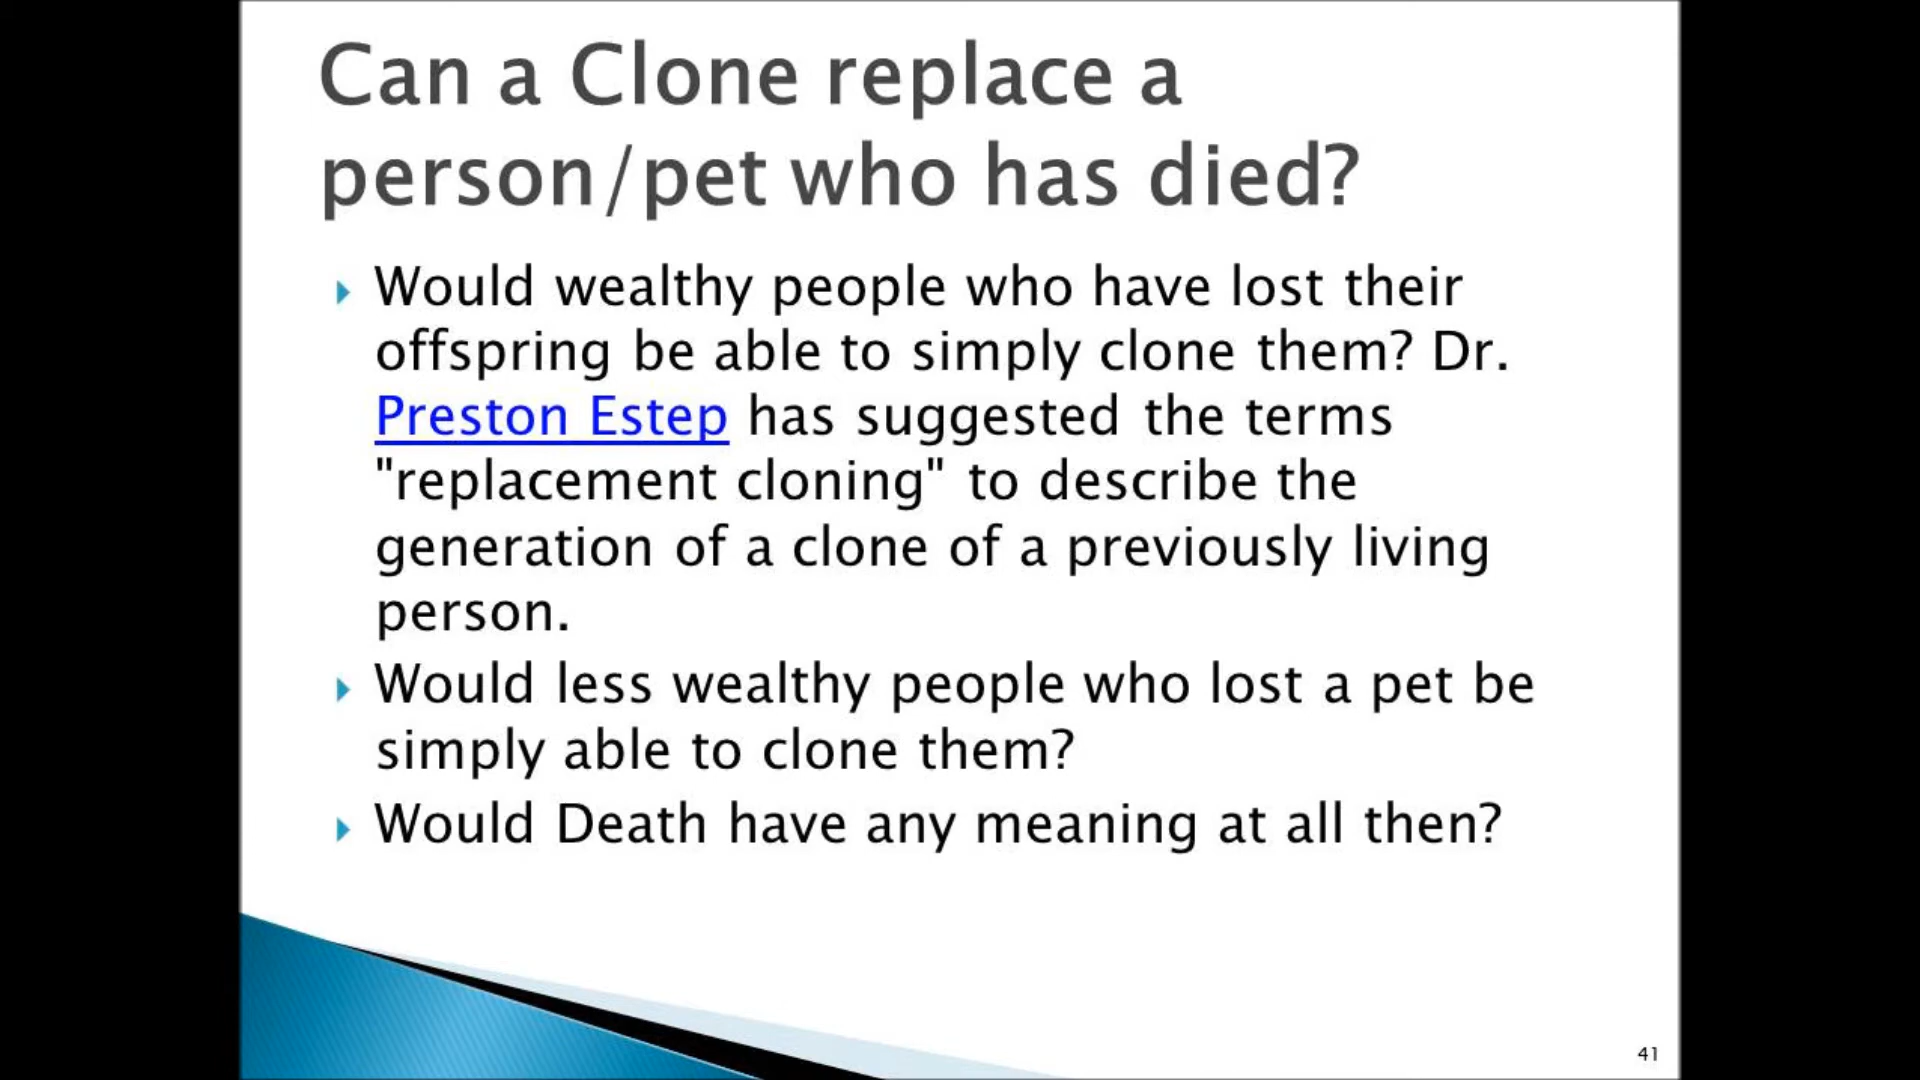 Can a Clone replace a
person/pet who has died?
Would wealthy people who have lost their
offspring be able to simply clone them? Dr.
Preston Estep has suggested the terms
"replacement cloning" to describe the
generation of a clone of a previously living
person.
Would less wealthy people who lost a pet be
simply able to clone them?
Would Death have any meaning at all then?
41